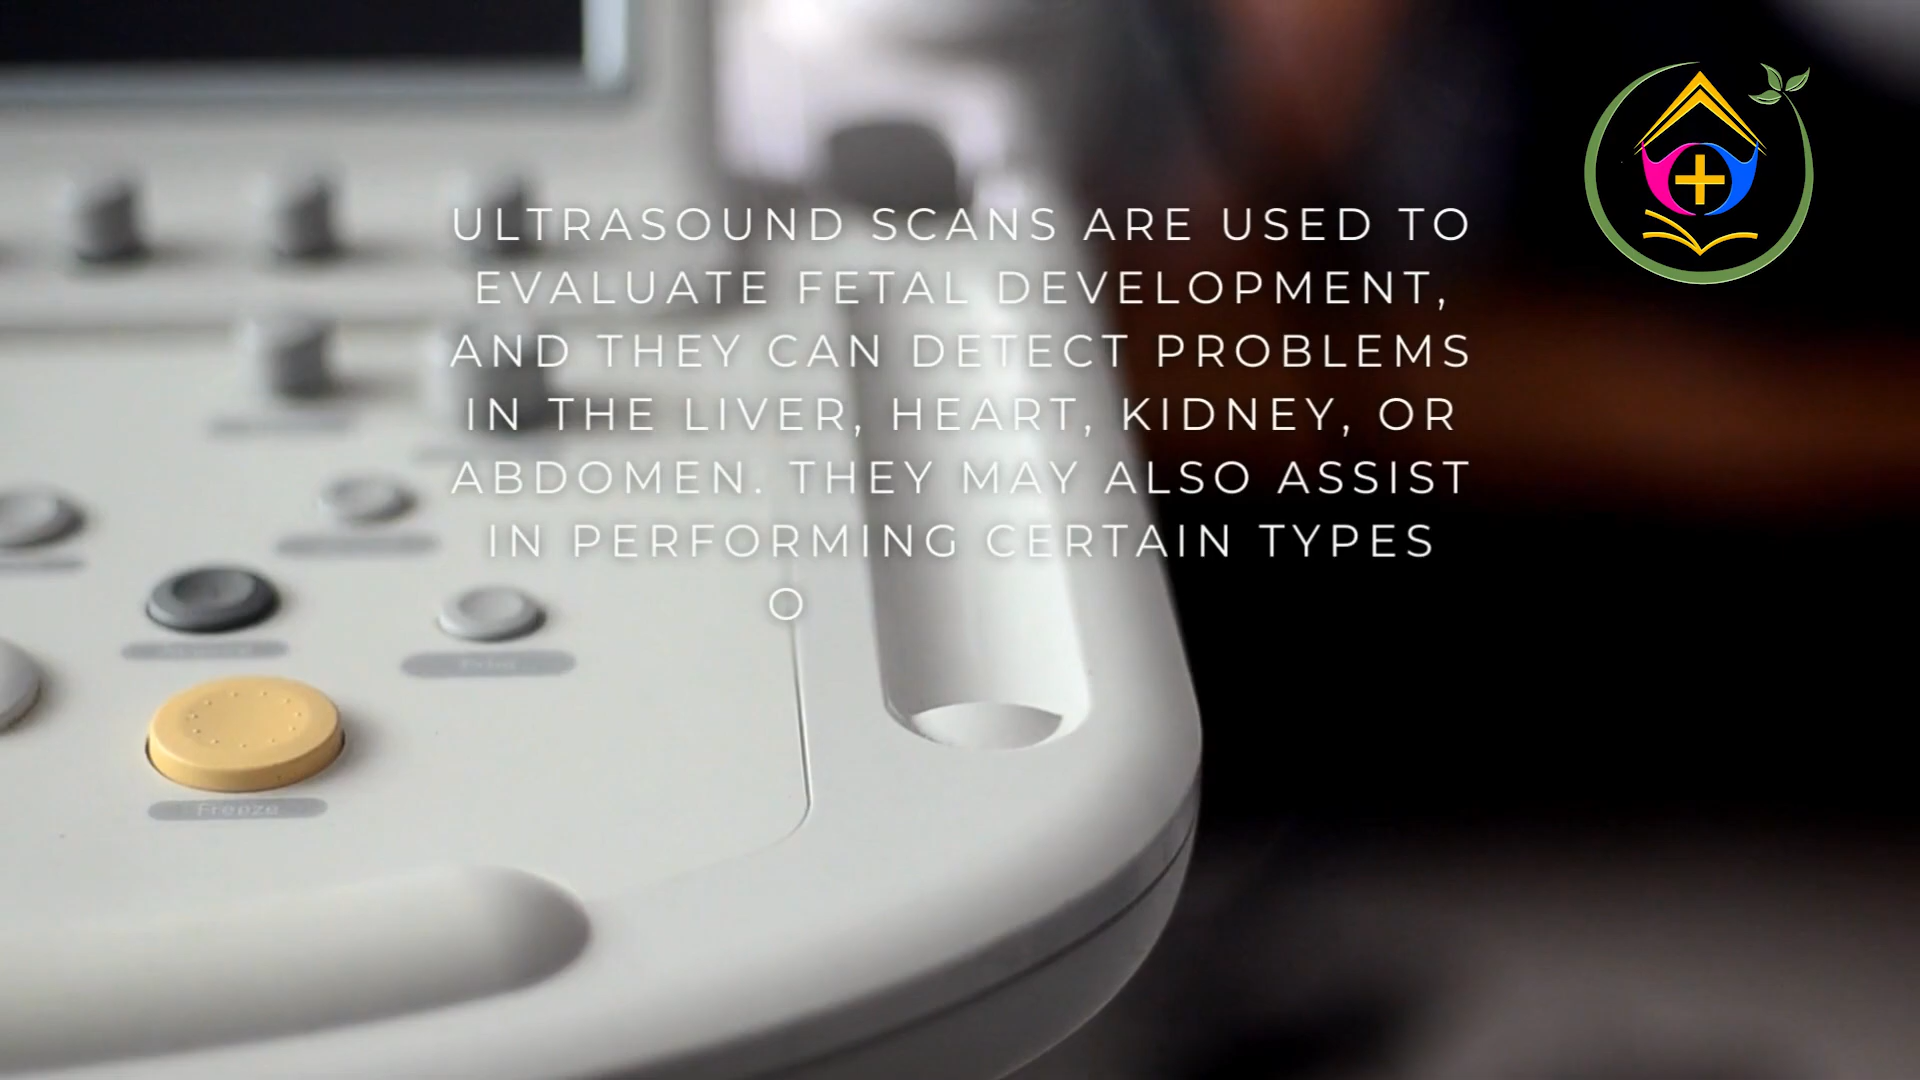 ULTRASOUND SCANS ARE USED TO
EVALUATE FETAL DEVELOPMENT,
AND THEY CAN DETECT PROBLEMS
IN THE LIVER, HEART, KIDNEY, OR
ABDOMEN. THEY MAY ALSO ASSIST
IN PERFORMING CERTAIN TYPES
O
Print
Freeze